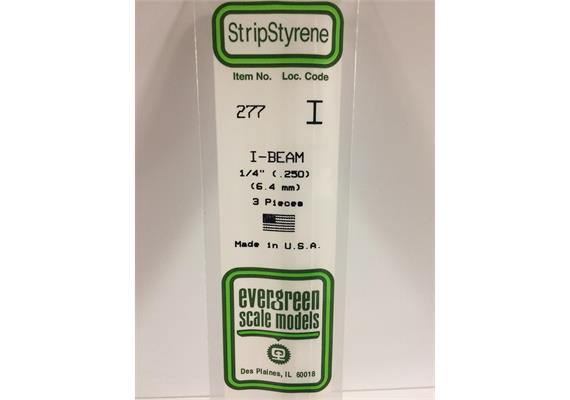 StripStyrene
Item No. Loc. Code
277 I
I-BEAM
1/4" (.250)
(6.4 mm)
3 Pieces
Made in U.S.A.
evergreen
scale models
Des Plaines, IL 60018